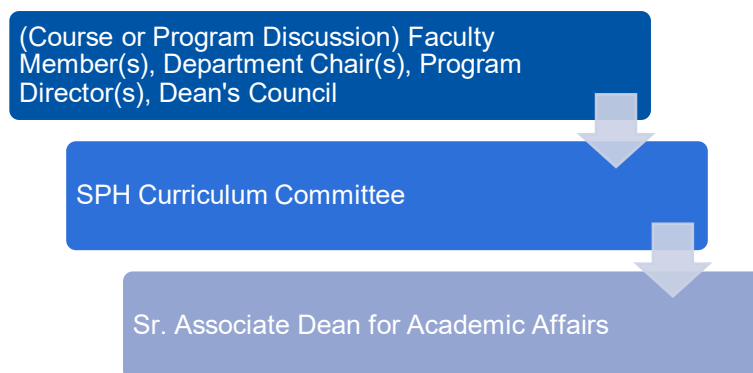 (Course or Program Discussion) Faculty
Member(s), Department Chair(s), Program
Director(s), Dean's Council
SPH Curriculum Committee
Sr. Associate Dean for Academic Affairs